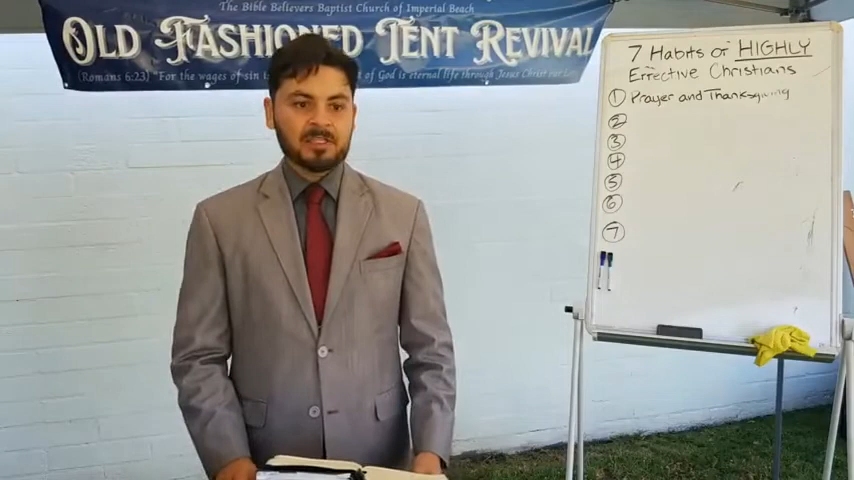 The Bible Believers Baptist Church of Imperial Beach
Old Fashioned Tent Revival
Romans 6:23 "For the wages of sin is of God is eternal life through Jesus Christ our
7 Habits of HIGHLY
Effective Christians
1 Prayer and Thanksgiving
2
3
4
5
6
7